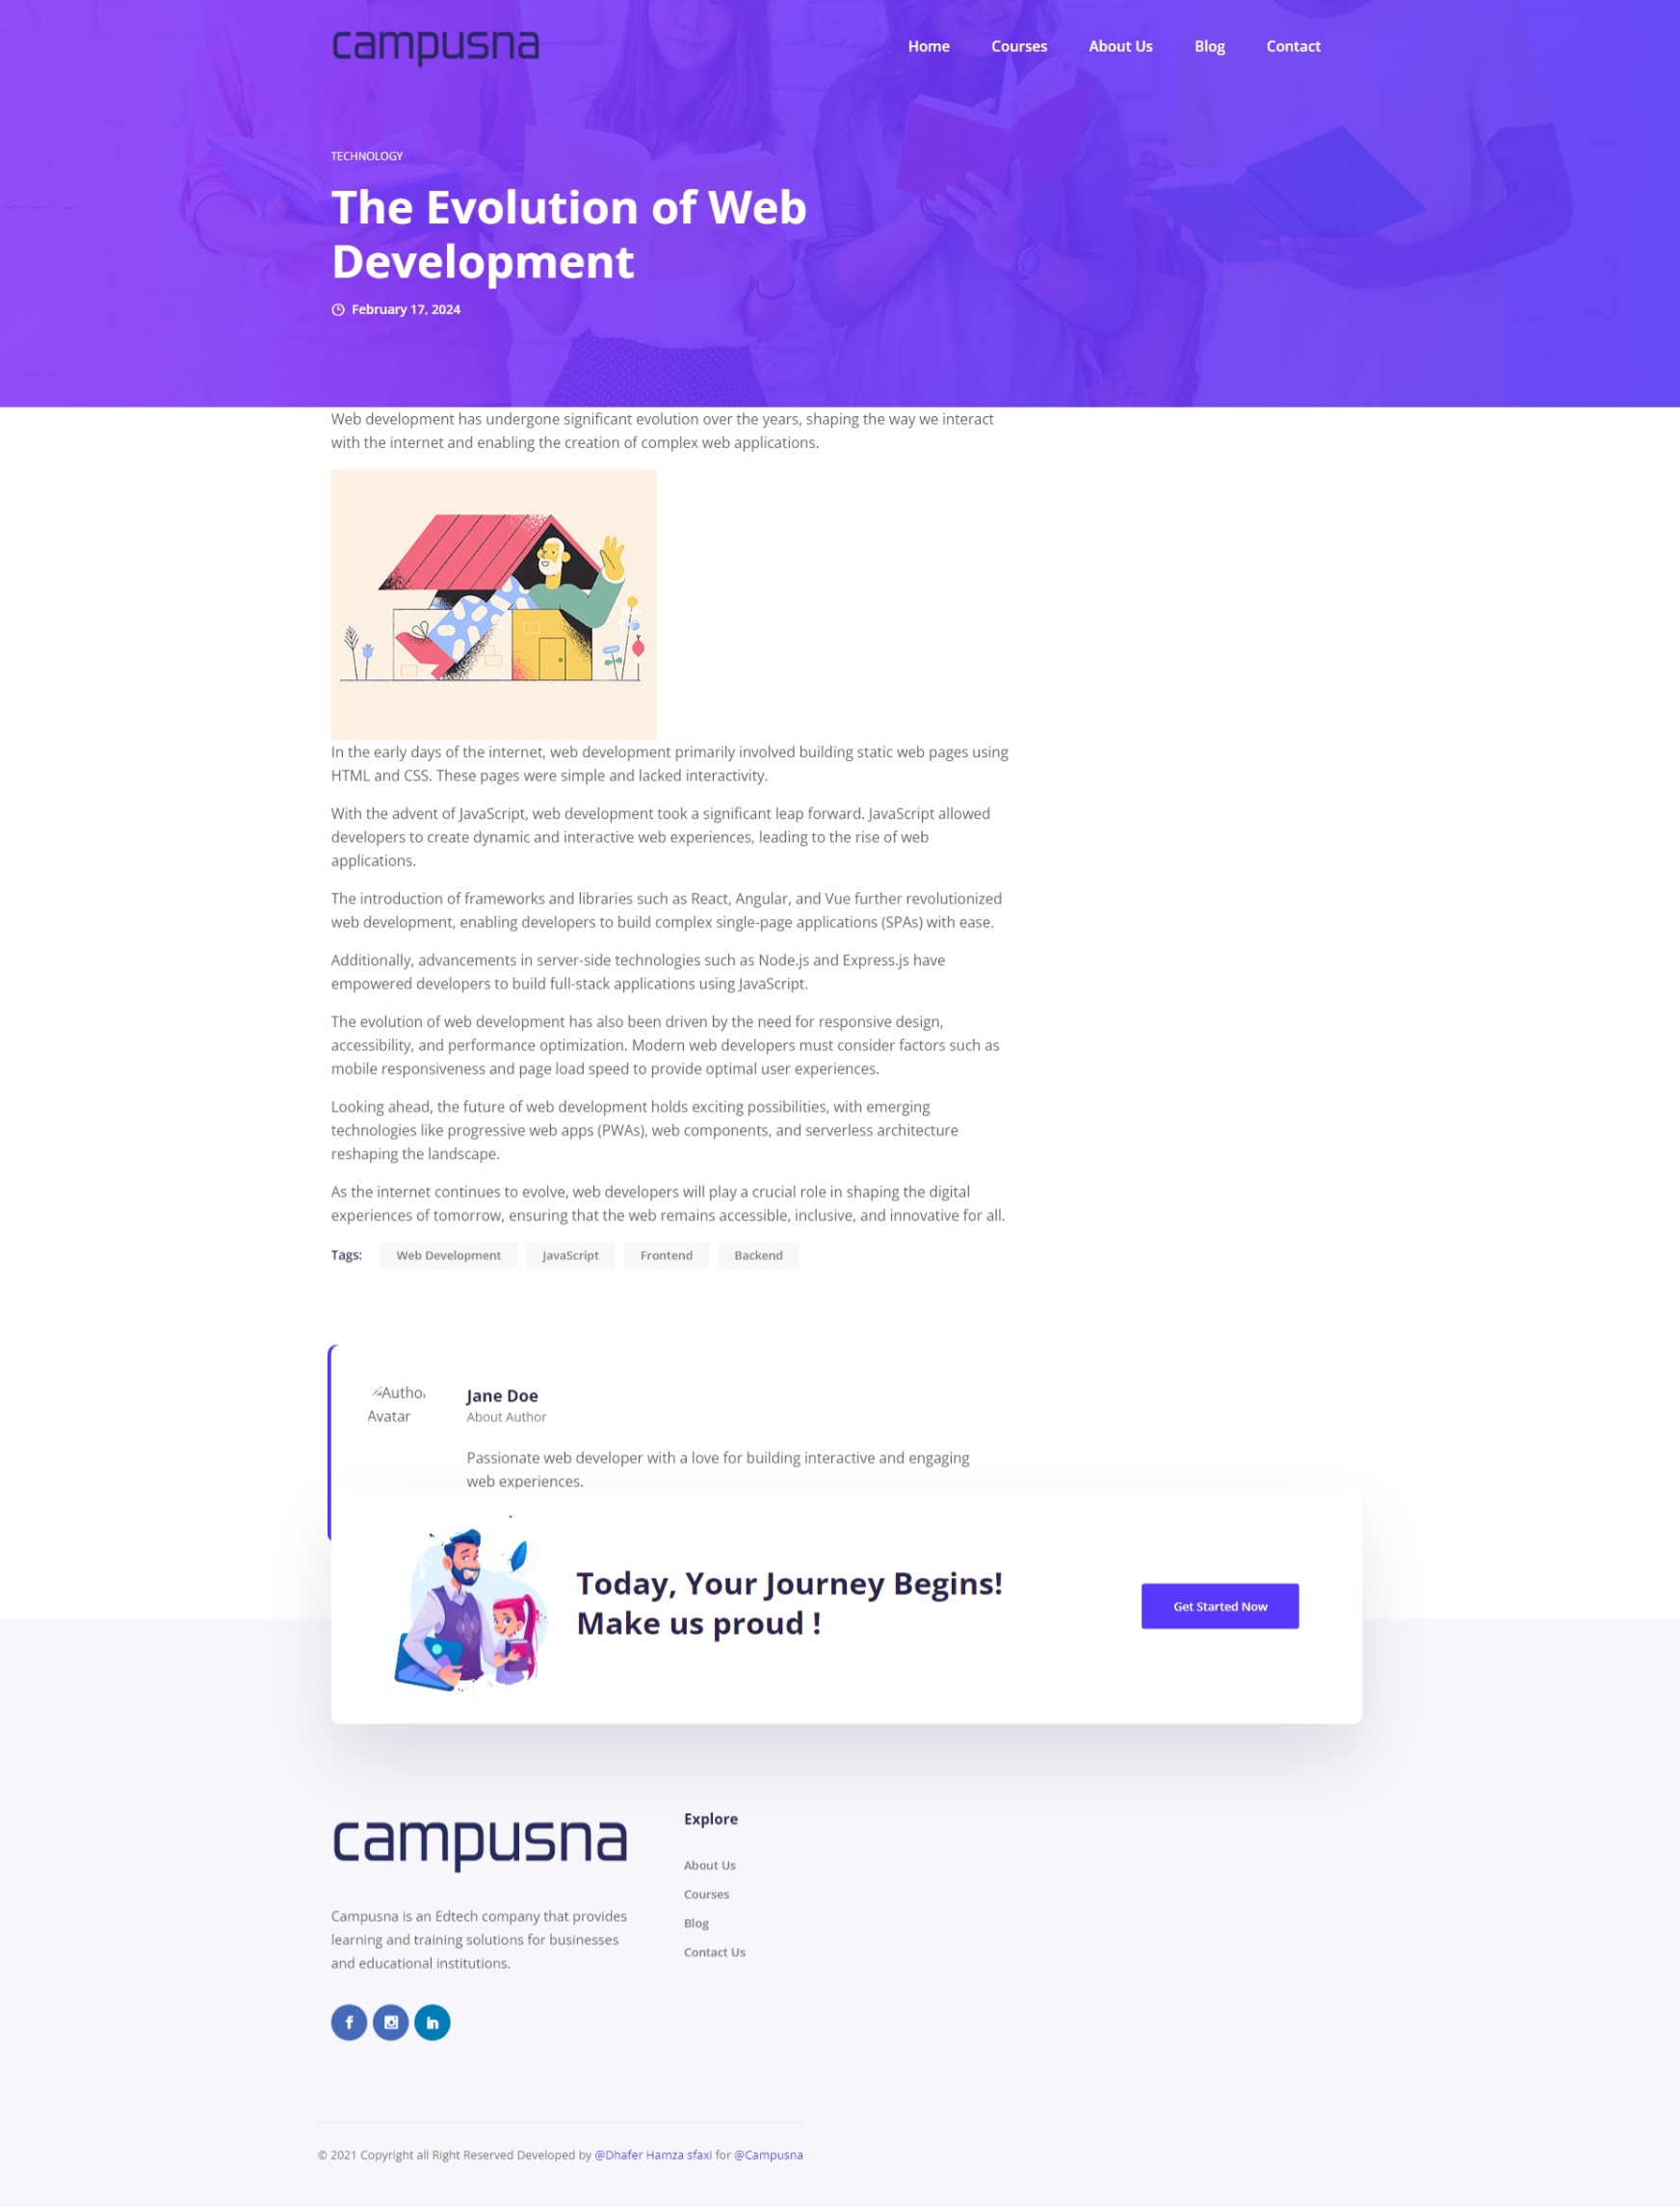 campusna
Home Courses About Us Blog Contact
TECHNOLOGY
The Evolution of Web
Development
February 17, 2024
Web development has undergone significant evolution over the years, shaping the way we interact
with the internet and enabling the creation of complex web applications.
In the early days of the internet, web development primarily involved building static web pages using
HTML and CSS. These pages were simple and lacked interactivity.
With the advent of JavaScript, web development took a significant leap forward. JavaScript allowed
developers to create dynamic and interactive web experiences, leading to the rise of web
applications.
The introduction of frameworks and libraries such as React, Angular, and Vue further revolutionized
web development, enabling developers to build complex single-page applications (SPAs) with ease.
Additionally, advancements in server-side technologies such as Node.js and Express.js have
empowered developers to build full-stack applications using JavaScript.
The evolution of web development has also been driven by the need for responsive design,
accessibility, and performance optimization. Modern web developers must consider factors such as
mobile responsiveness and page load speed to provide optimal user experiences.
Looking ahead, the future of web development holds exciting possibilities, with emerging
technologies like progressive web apps (PWAs), web components, and serverless architecture
reshaping the landscape.
As the internet continues to evolve, web developers will play a crucial role in shaping the digital
experiences of tomorrow, ensuring that the web remains accessible, inclusive, and innovative for all.
Tags: Web Development JavaScript Frontend Backend
Author
Avatar
Jane Doe
About Author
Passionate web developer with a love for building interactive and engaging
web experiences.
Today, Your Journey Begins!
Make us proud !
Get Started Now
campusna
Campusna is an Edtech company that provides
learning and training solutions for businesses
and educational institutions.
Explore
About Us
Courses
Blog
Contact Us
© 2021 Copyright all Right Reserved Developed by @Dhafer Hamza sfaxi for @Campusna